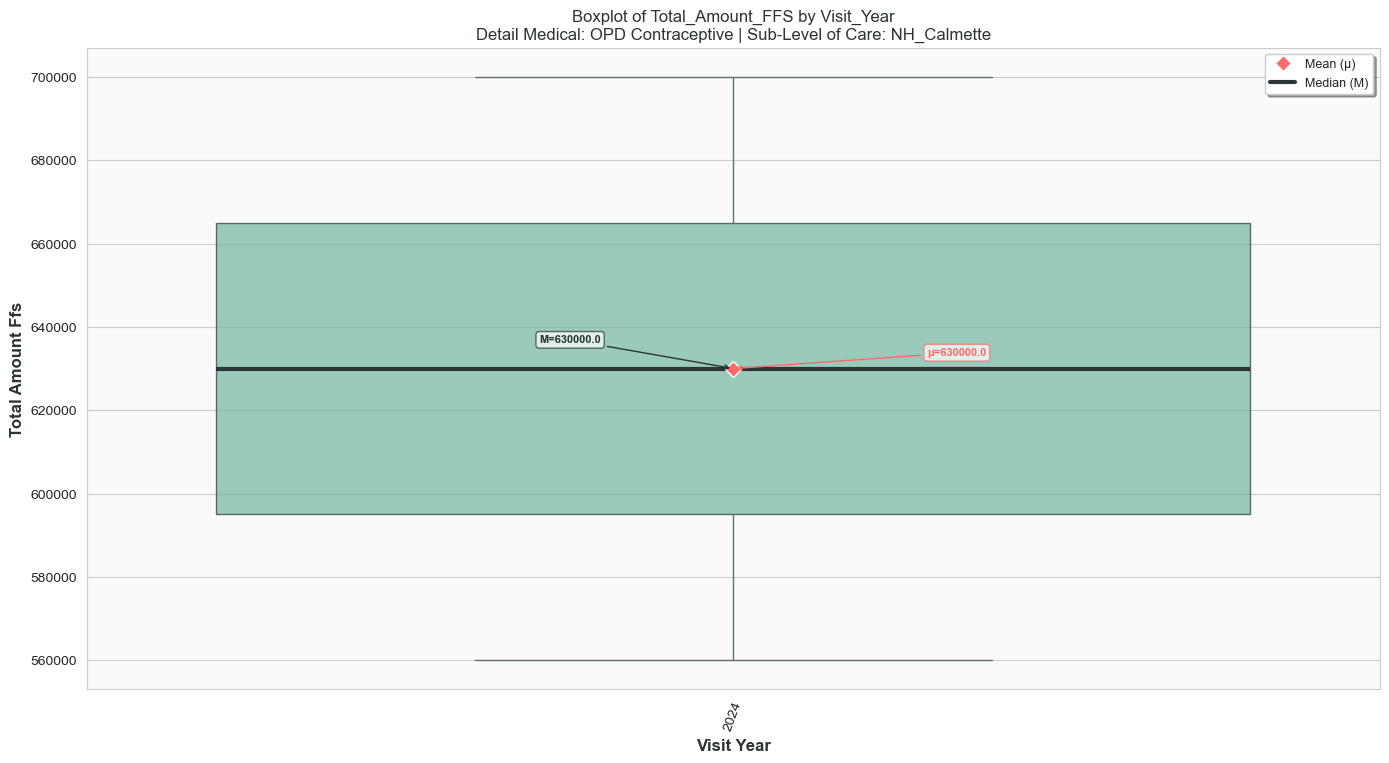 Boxplot of Total_Amount_FFS by Visit_Year
Detail Medical: OPD Contraceptive | Sub-Level of Care: NH_Calmette
Mean (μ)
Median (M)
Total Amount Ffs
700000
680000
660000
640000
620000
600000
580000
560000
M=630000.0
μ=630000.0
2024
Visit Year